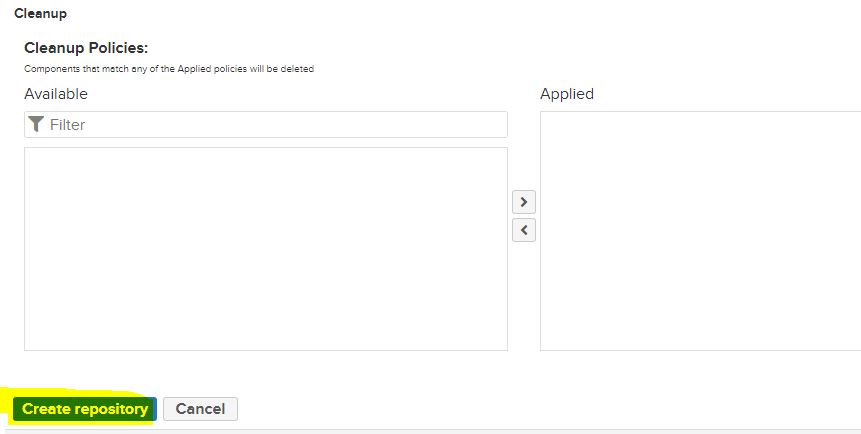 Cleanup
Cleanup Policies:
Components that match any of the Applied policies will be deleted
Available
Applied
Filter
>
<
Create repository
Cancel